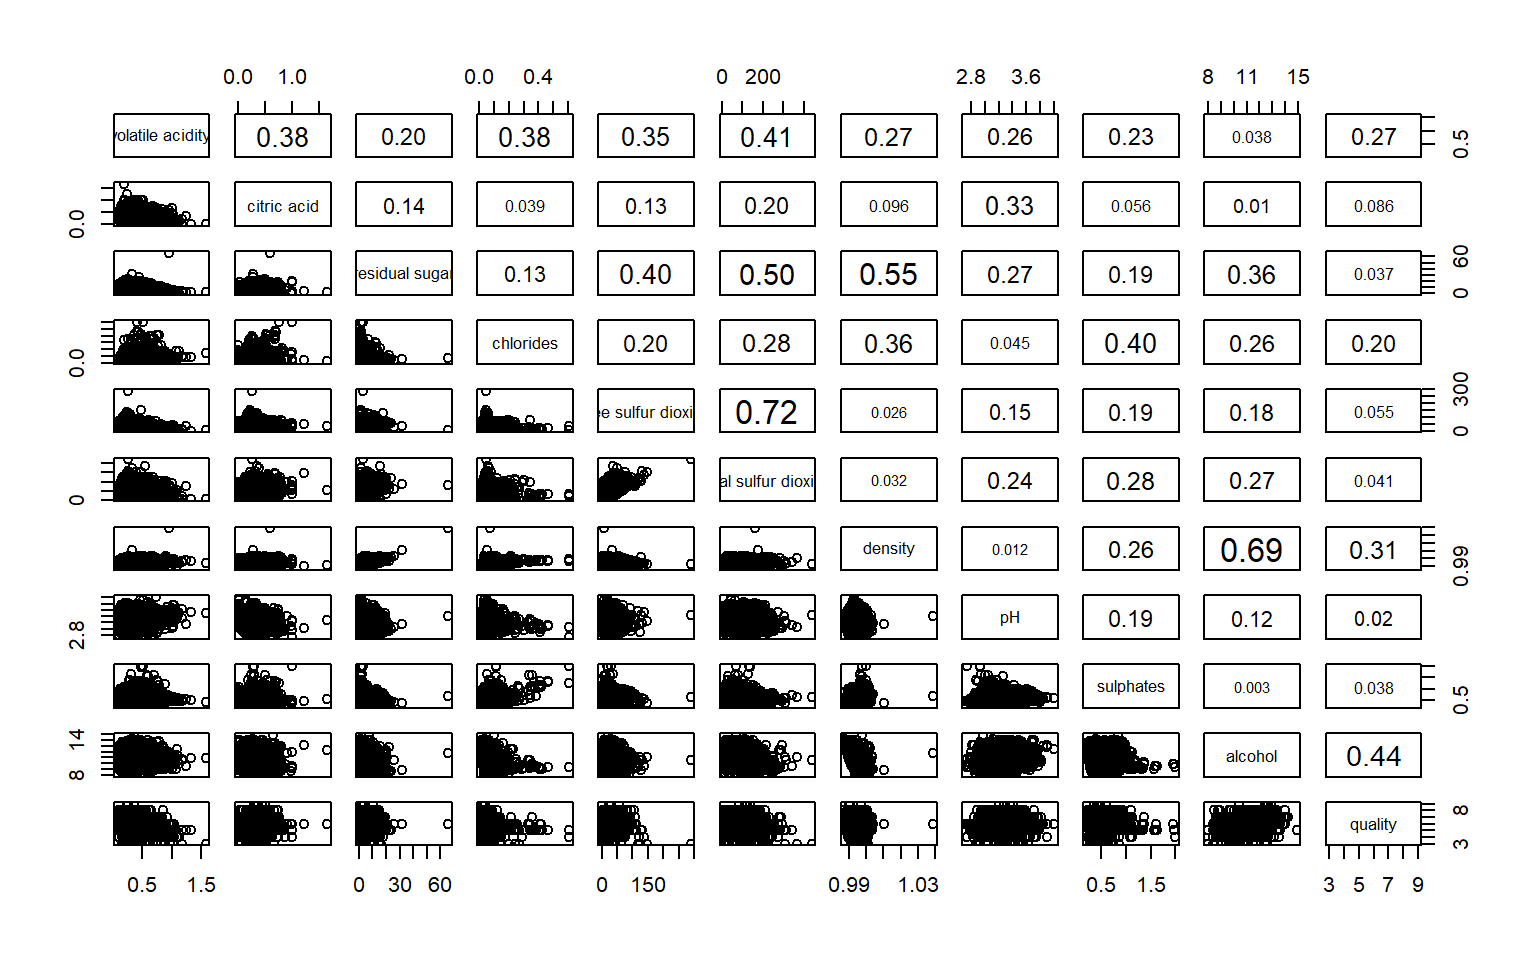 0.0 1.0 0.0 0.4 0 200 2.8 3.6 8 11 15
volatile acidity 0.38 0.20 0.38 0.35 0.41 0.27 0.26 0.23 0.038 0.27 0.5
0.0 citric acid 0.14 0.039 0.13 0.20 0.096 0.33 0.056 0.01 0.086
residual sugar 0.13 0.40 0.50 0.55 0.27 0.19 0.36 0.037 0 60
0.0 chlorides 0.20 0.28 0.36 0.045 0.40 0.26 0.20
ee sulfur dioxi 0.72 0.026 0.15 0.19 0.18 0.055 0 300
0 al sulfur dioxi 0.032 0.24 0.28 0.27 0.041
density 0.012 0.26 0.69 0.31 0.99
2.8 pH 0.19 0.12 0.02
sulphates 0.003 0.038 0.5
8 14 alcohol 0.44
quality 3 8
0.5 1.5 0 30 60 0 150 0.99 1.03 0.5 1.5 3 5 7 9